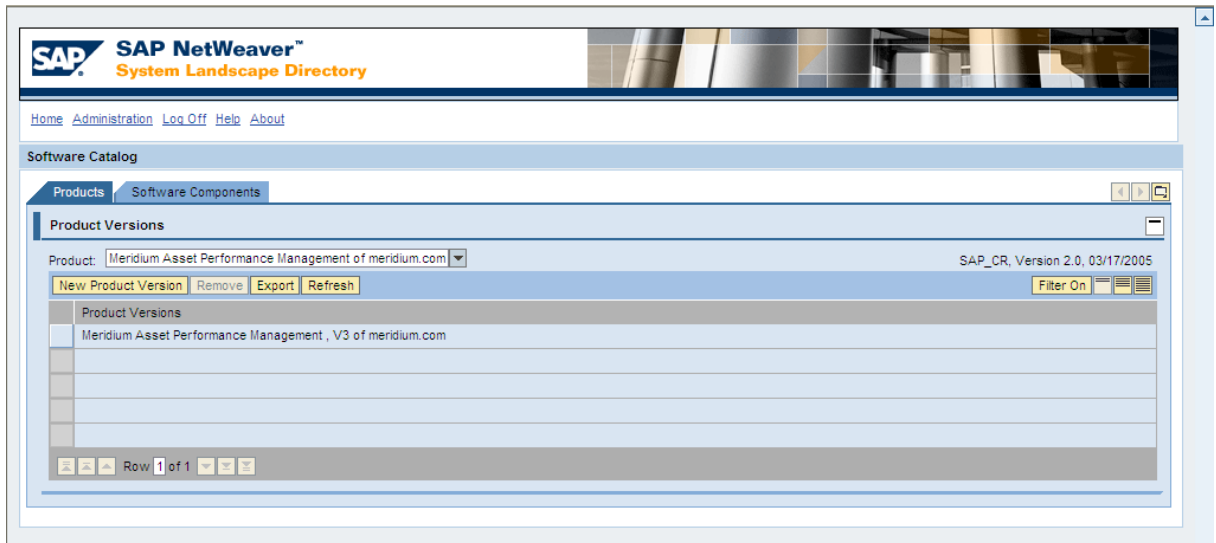 SAP NetWeaver™
SAP®
System Landscape Directory
Home Administration Log Off Help About
Software Catalog
Products Software Components
Product Versions
Product: Meridium Asset Performance Management of meridium.com SAP_CR, Version 2.0, 03/17/2005
New Product Version Remove Export Refresh Filter On
Product Versions
Meridium Asset Performance Management , V3 of meridium.com
Row 1 of 1